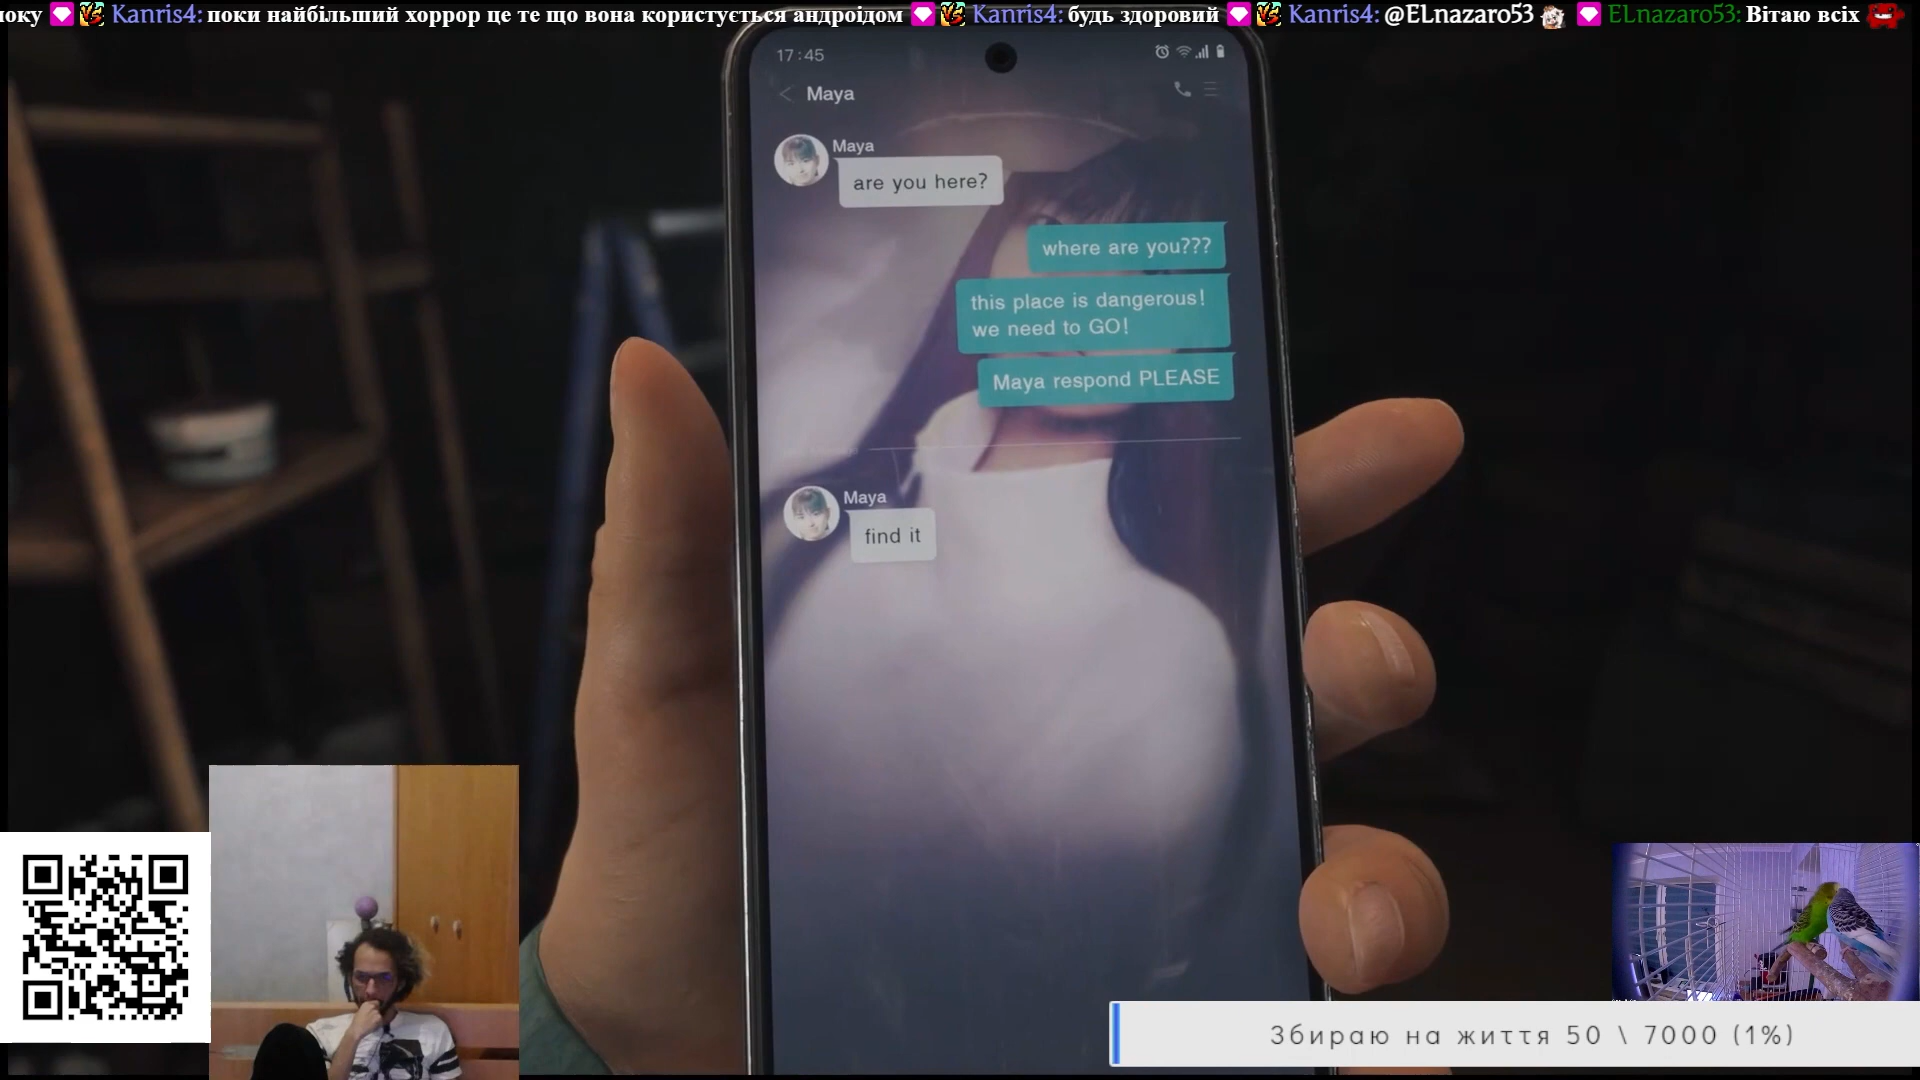 поку Kanris4: поки найбільший хоррор це те що вона користується андроідом Kanris4: будь здоровий Kanris4: @ELnazaro53 ELnazaro53: Вітаю всіх
17:45
Maya
Maya
are you here?
where are you???
this place is dangerous!
we need to GO!
Maya respond PLEASE
Maya
find it
Збираю на життя 50 \ 7000 (1%)